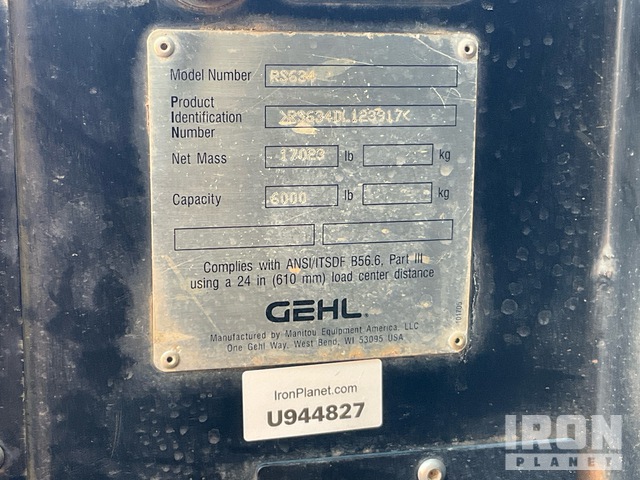 Model Number RS634
Product
Identification >RS634DL123917<
Number
Net Mass 17083 lb kg
Capacity 6000 lb kg
Complies with ANSI/ITSDF B56.6, Part III
using a 24 in (610 mm) load center distance
GEHL
Manufactured by Manitou Equipment America, LLC
One Gehl Way, West Bend, WI 53095 USA
IronPlanet.com
U944827
IRON
PLANET